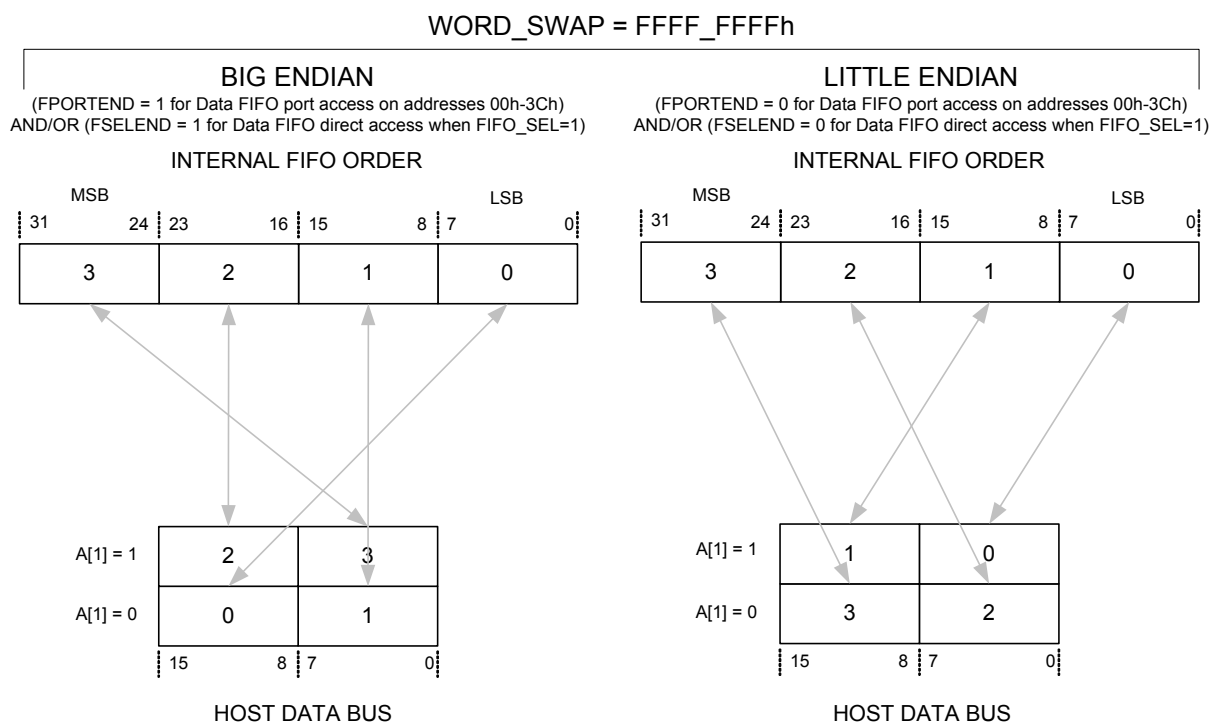 WORD_SWAP = FFFF_FFFFh
BIG ENDIAN
(FPORTEND = 1 for Data FIFO port access on addresses 00h-3Ch)
AND/OR (FSELEND = 1 for Data FIFO direct access when FIFO_SEL=1)
INTERNAL FIFO ORDER
MSB LSB
31 24 23 16 15 8 7 0
3 2 1 0
A[1] = 1 2 3
A[1] = 0 0 1
15 8 7 0
HOST DATA BUS
LITTLE ENDIAN
(FPORTEND = 0 for Data FIFO port access on addresses 00h-3Ch)
AND/OR (FSELEND = 0 for Data FIFO direct access when FIFO_SEL=1)
INTERNAL FIFO ORDER
MSB LSB
31 24 23 16 15 8 7 0
3 2 1 0
A[1] = 1 1 0
A[1] = 0 3 2
15 8 7 0
HOST DATA BUS